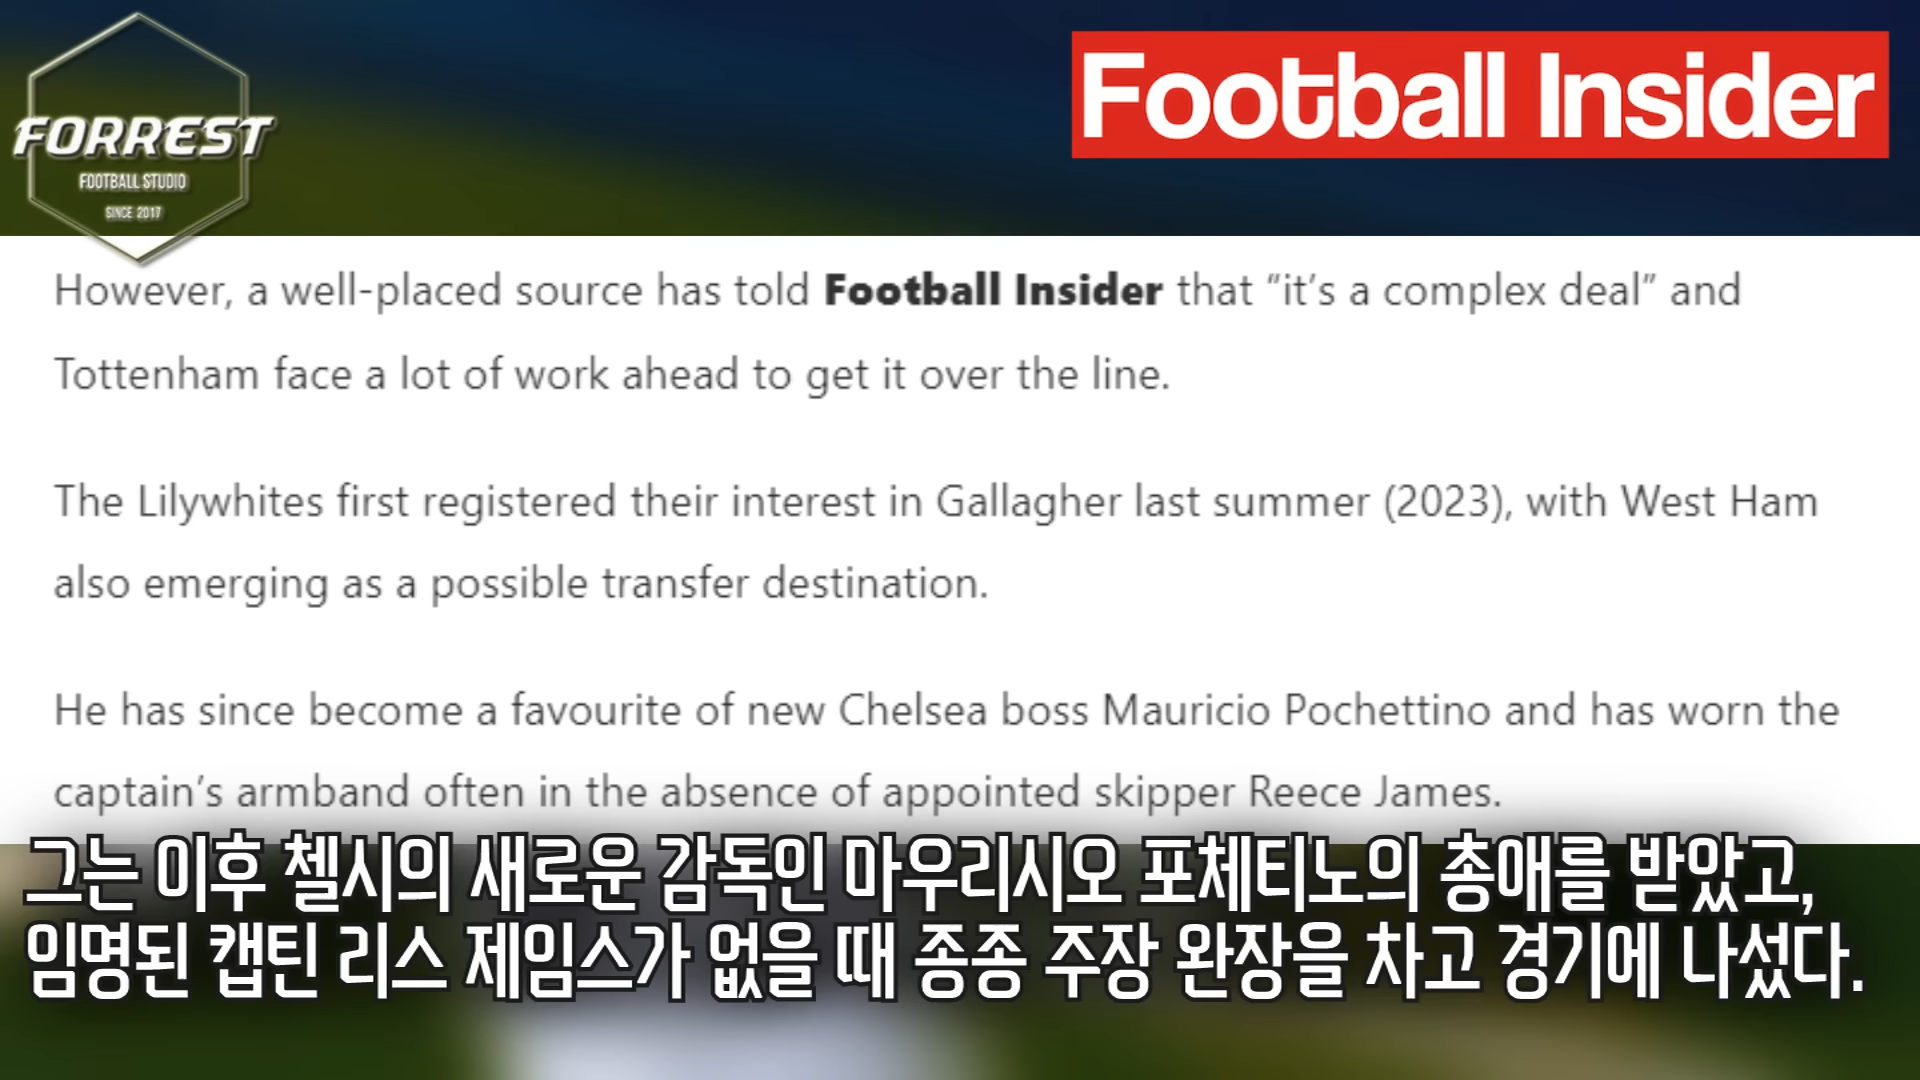 FORREST
FOOTBALL STUDIO
SINCE 2017
Football Insider
However, a well-placed source has told Football Insider that “it’s a complex deal” and
Tottenham face a lot of work ahead to get it over the line.
The Lilywhites first registered their interest in Gallagher last summer (2023), with West Ham
also emerging as a possible transfer destination.
He has since become a favourite of new Chelsea boss Mauricio Pochettino and has worn the
captain’s armband often in the absence of appointed skipper Reece James.
그는 이후 첼시의 새로운 감독인 마우리시오 포체티노의 총애를 받았고,
임명된 캡틴 리스 제임스가 없을 때 종종 주장 완장을 차고 경기에 나섰다.